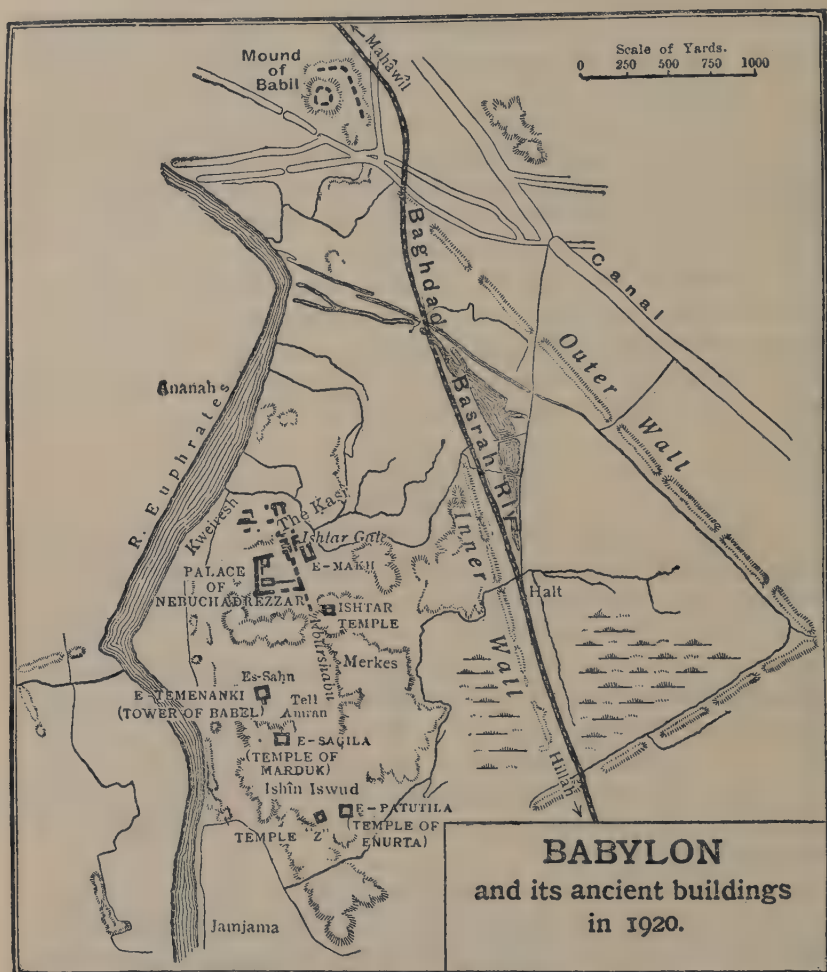 ← Mahâwîl
Mound
of
Babil
Scale of Yards.
0 250 500 750 1000
Baghdad Basrah Rly
Canal
Outer Wall
Ananah
R. Euphrates
Kweiresh
The Kasr
Ishtar Gate
E-MAKH
PALACE
OF
NEBUCHADREZZAR
Inner Wall
Halt
ISHTAR
TEMPLE
Merkes
Es-Sahn
E-TEMENANKI
(TOWER OF BABEL)
Tell
Amran
E-SAGILA
(TEMPLE OF
MARDUK)
Ishîn Iswud
E-PATUTILA
(TEMPLE OF
ENURTA)
TEMPLE "Z"
Hillah →
Jamjama
BABYLON
and its ancient buildings
in 1920.